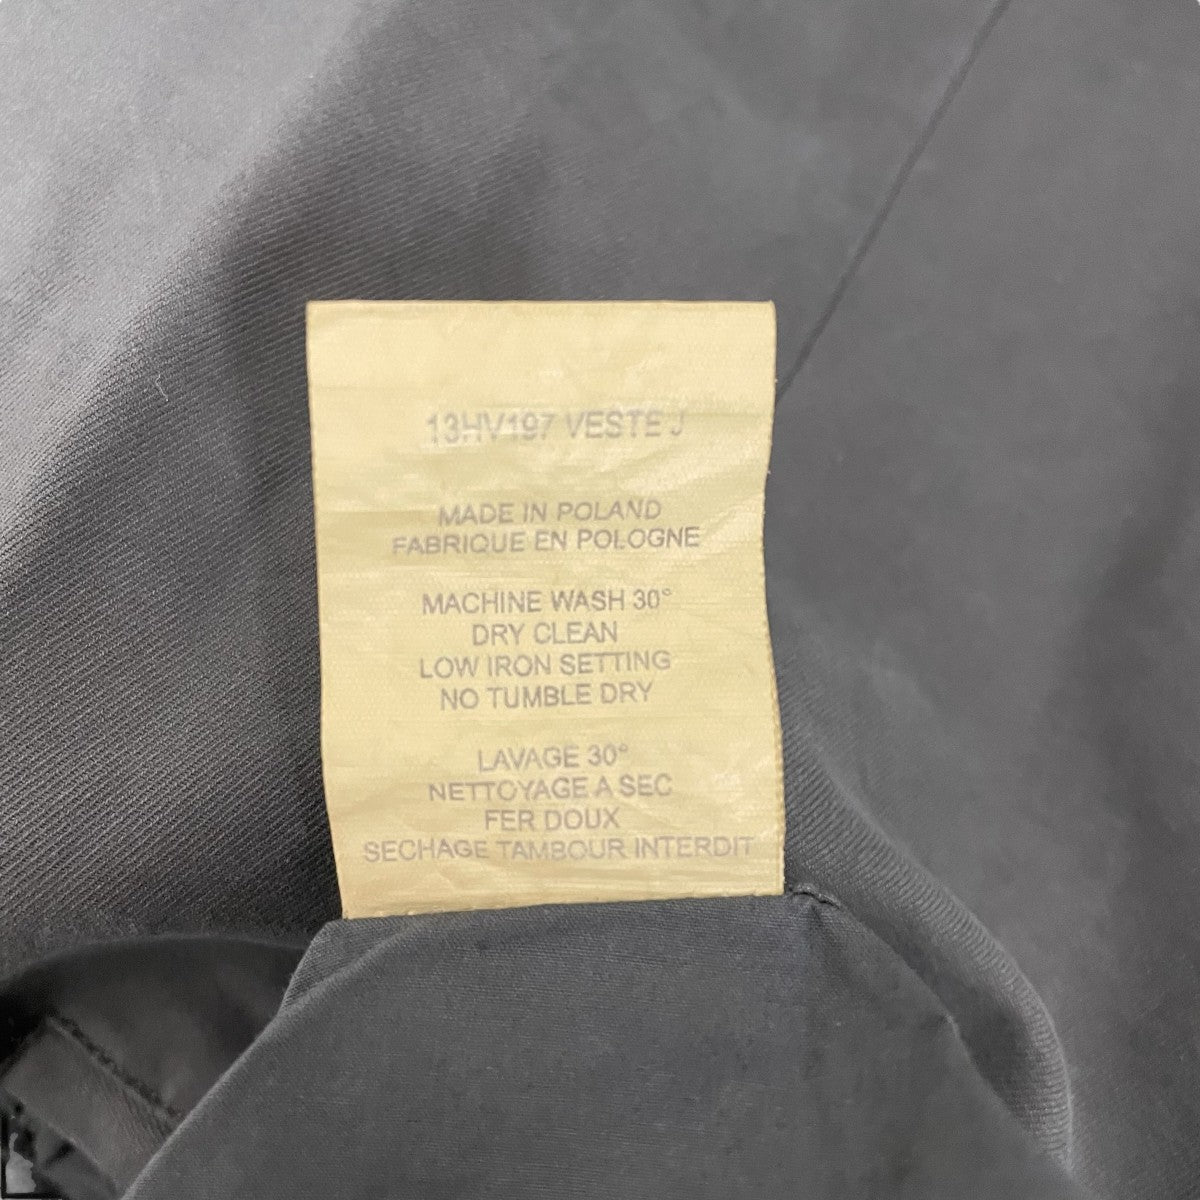 13HV197 VESTE J
MADE IN POLAND
FABRIQUE EN POLOGNE
MACHINE WASH 30°
DRY CLEAN
LOW IRON SETTING
NO TUMBLE DRY
LAVAGE 30°
NETTOYAGE A SEC
FER DOUX
SECHAGE TAMBOUR INTERDIT